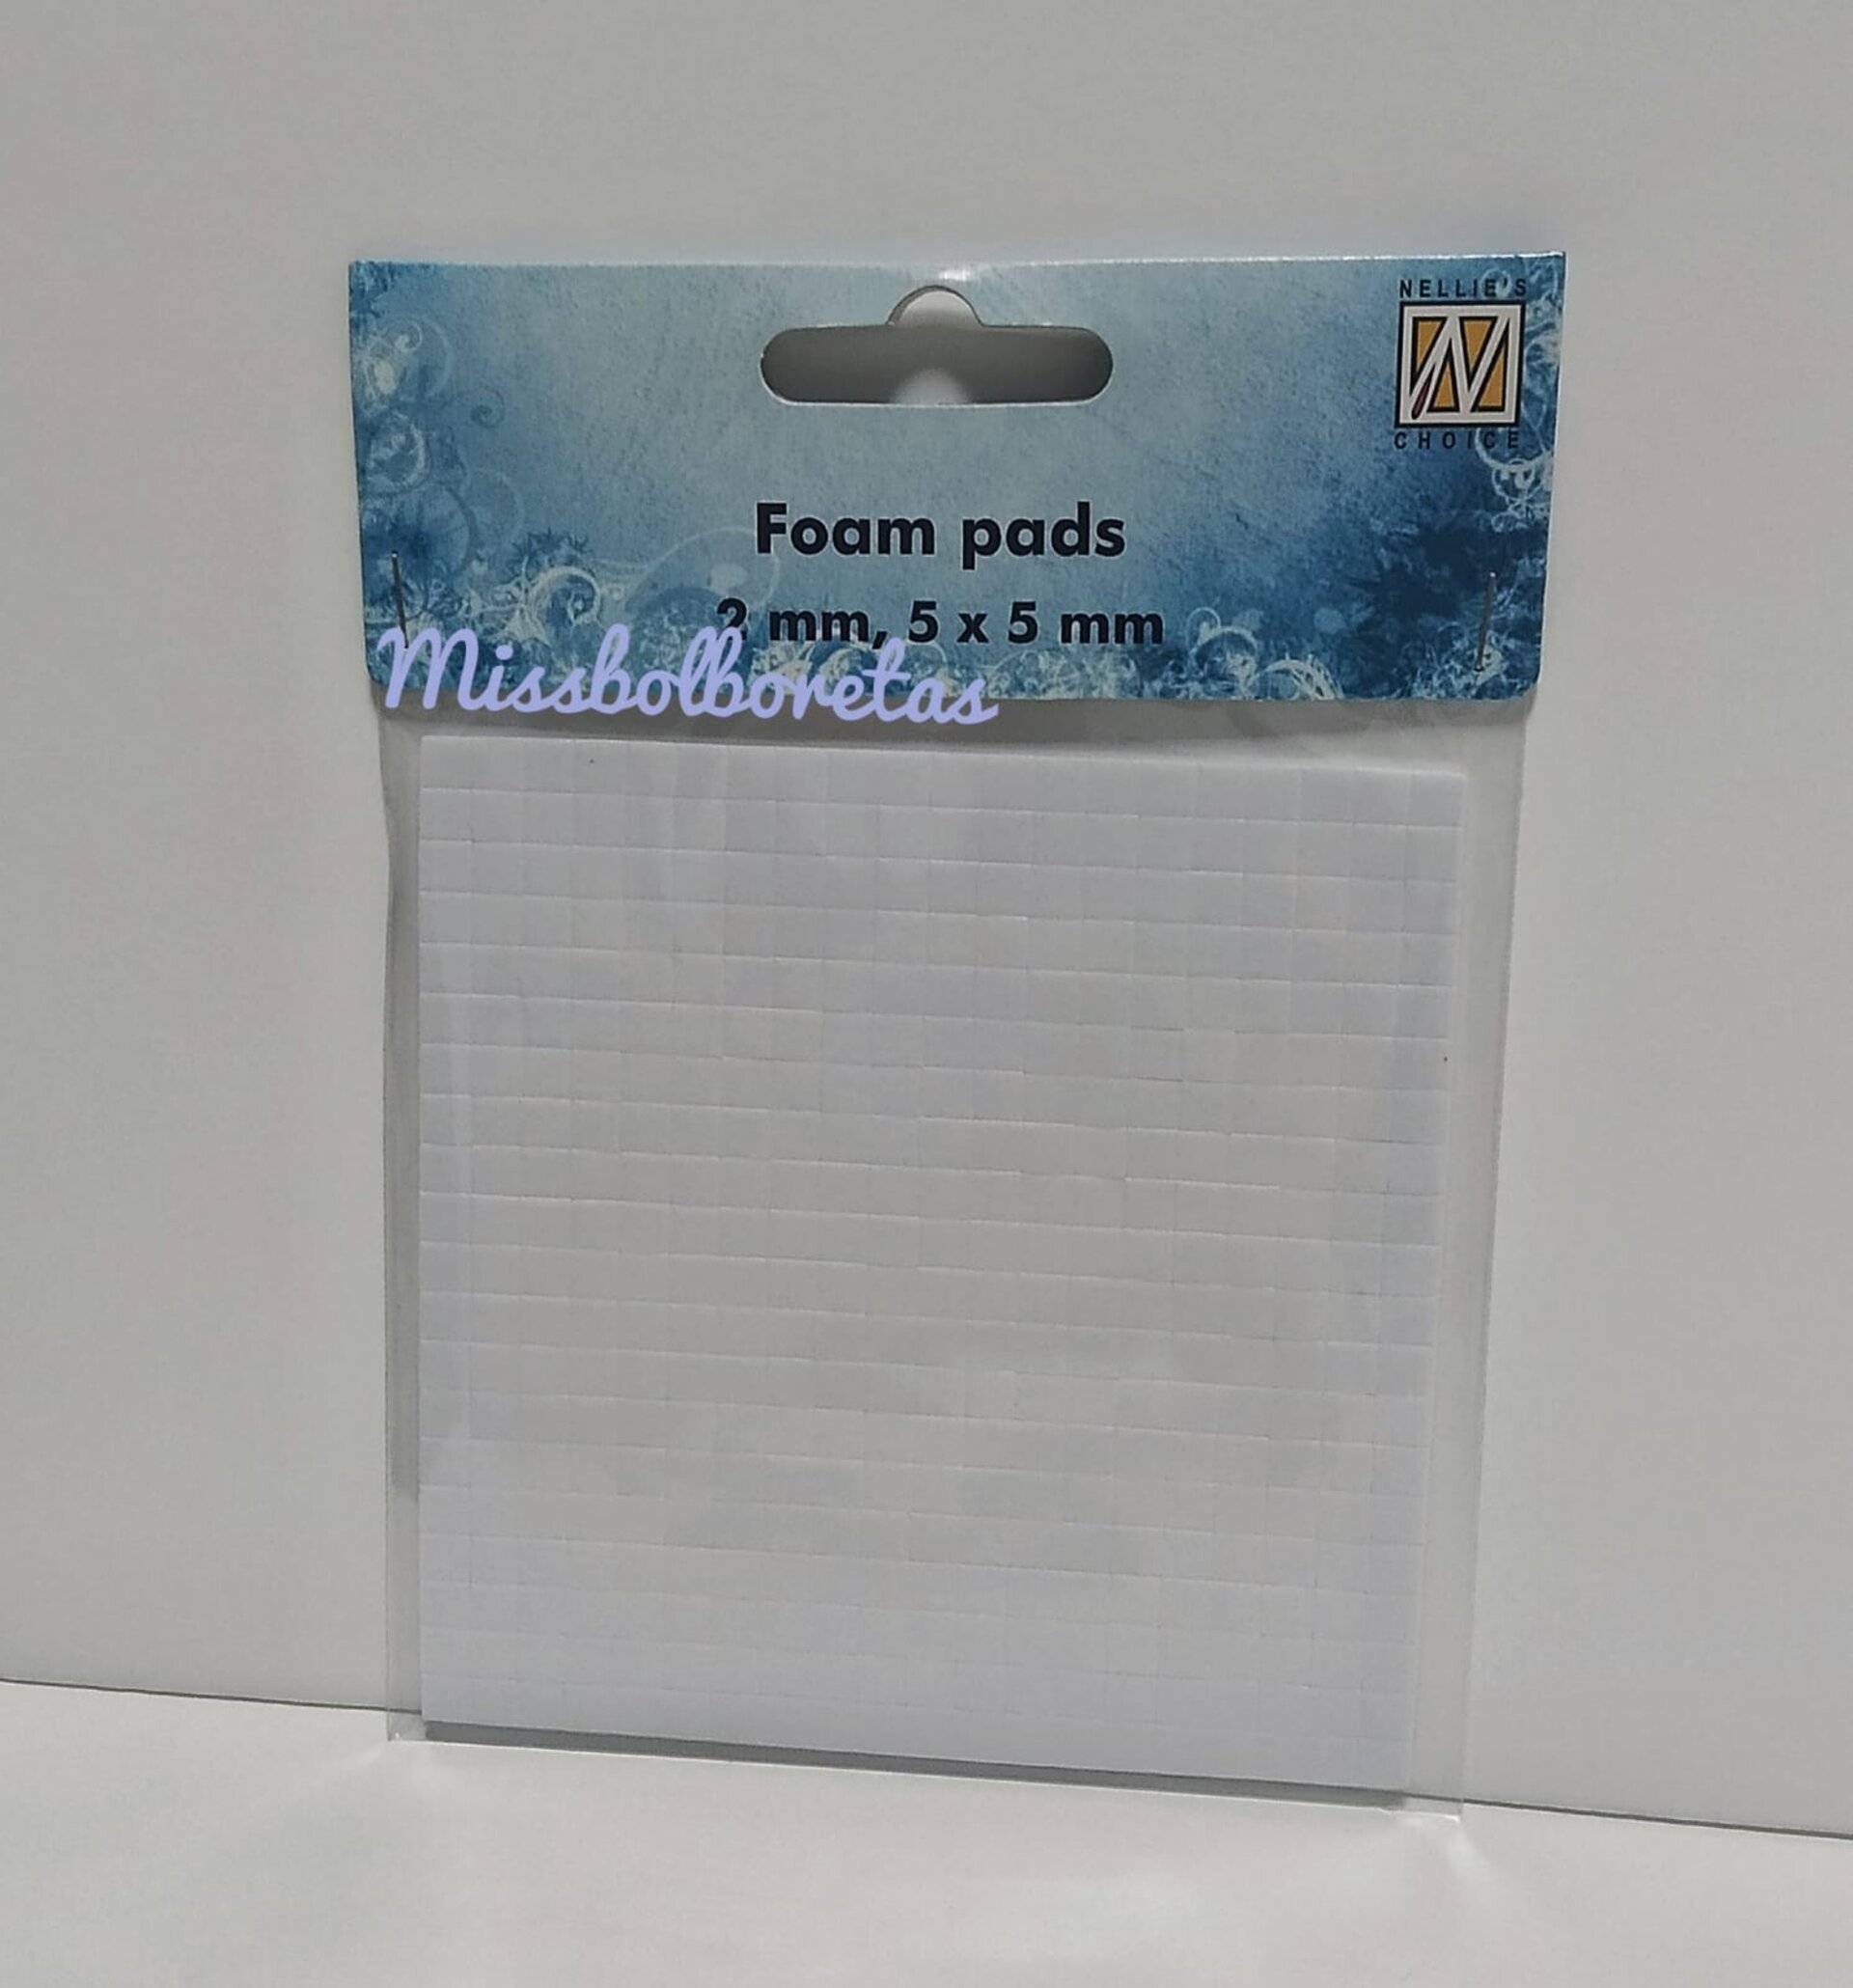 NELLIE'S
N
CHOICE
Foam pads
2 mm, 5 x 5 mm
Missbolboretas